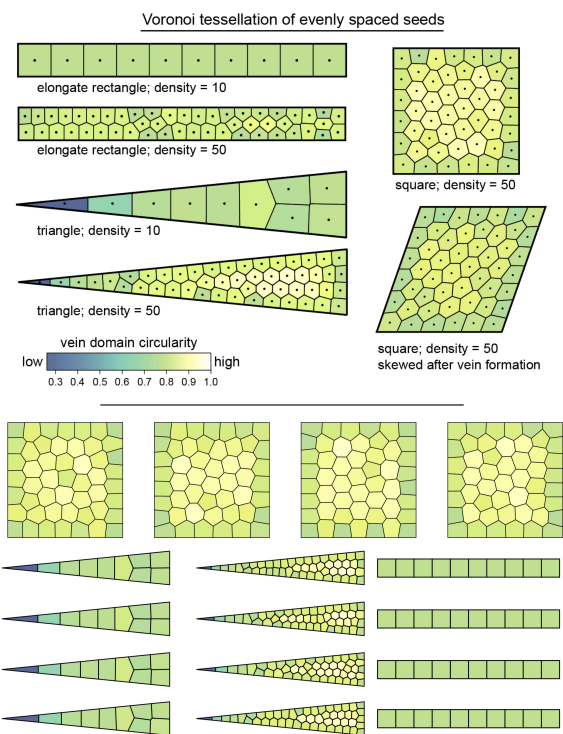 Voronoi tessellation of evenly spaced seeds
elongate rectangle; density = 10
elongate rectangle; density = 50
square; density = 50
triangle; density = 10
triangle; density = 50
square; density = 50
skewed after vein formation
vein domain circularity
low high
0.3 0.4 0.5 0.6 0.7 0.8 0.9 1.0